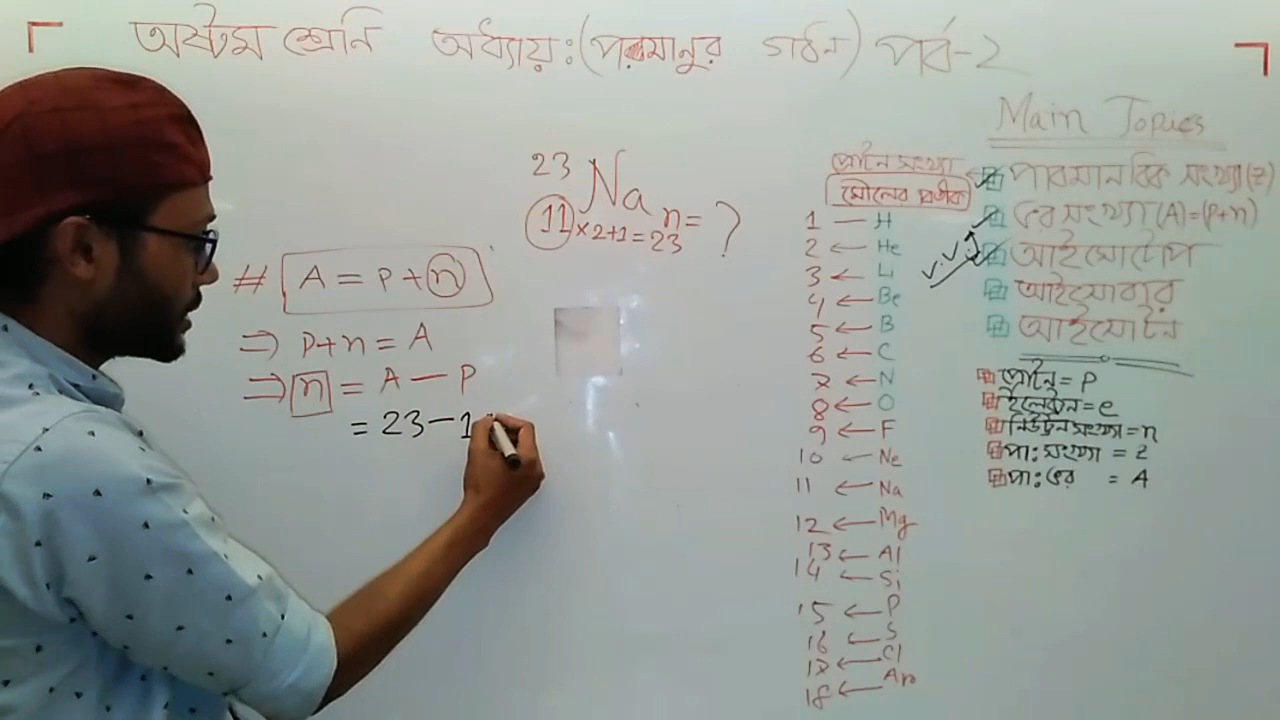 অষ্টম শ্রেনি অধ্যায়:(পরমানুর গঠন) পর্ব-২
23
Na
11 ×2+1=23 n= ?
# A = P+n
⇒ P+n = A
⇒ n = A — P
= 23-1
প্রোটন সংখ্যা
মৌলের প্রতীক
1 — H
2 ← He
3 ← Li
4 ← Be
5 ← B
6 ← C
7 ← N
8 ← O
9 ← F
10 ← Ne
11 ← Na
12 ← Mg
13 ← Al
14 ← Si
15 ← P
16 ← S
17 ← Cl
18 ← Ar
Main Topics
পারমানবিক সংখ্যা (z)
ভর সংখ্যা (A)=(P+n)
v.v.I আইসোটোপ
আইসোবার
আইসোটন
প্রোটন = P
ইলেকট্রন = e
নিউট্রন সংখ্যা = n
পা: সংখ্যা = z
পা: ভর = A